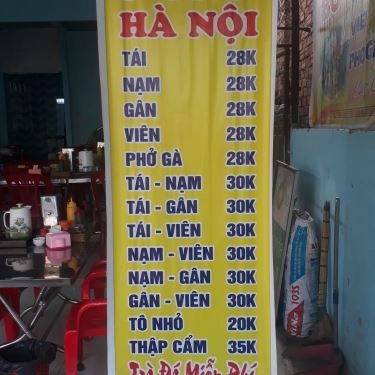 HÀ NỘI
TÁI 28K
NẠM 28K
GÂN 28K
VIÊN 28K
PHỞ GÀ 28K
TÁI - NẠM 30K
TÁI - GÂN 30K
TÁI - VIÊN 30K
NẠM - VIÊN 30K
NẠM - GÂN 30K
GÂN - VIÊN 30K
TÔ NHỎ 20K
THẬP CẨM 35K
Trà Đá Miễn Phí